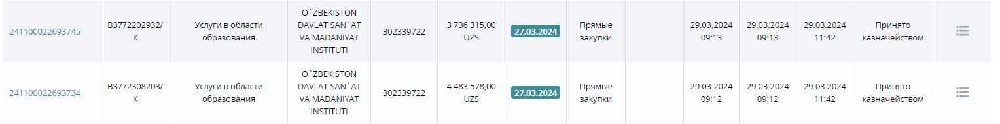 241100022693745
B3772202932/
К
Услуги в области
образования
O`ZBEKISTON
DAVLAT SAN`AT
VA MADANIYAT
INSTITUTI
302339722
3 736 315,00
UZS
27.03.2024
Прямые
закупки
29.03.2024
09:13
29.03.2024
09:13
29.03.2024
11:42
Принято
казначейством
241100022693734
B3772308203/
К
Услуги в области
образования
O`ZBEKISTON
DAVLAT SAN`AT
VA MADANIYAT
INSTITUTI
302339722
4 483 578,00
UZS
27.03.2024
Прямые
закупки
29.03.2024
09:12
29.03.2024
09:12
29.03.2024
11:42
Принято
казначейством